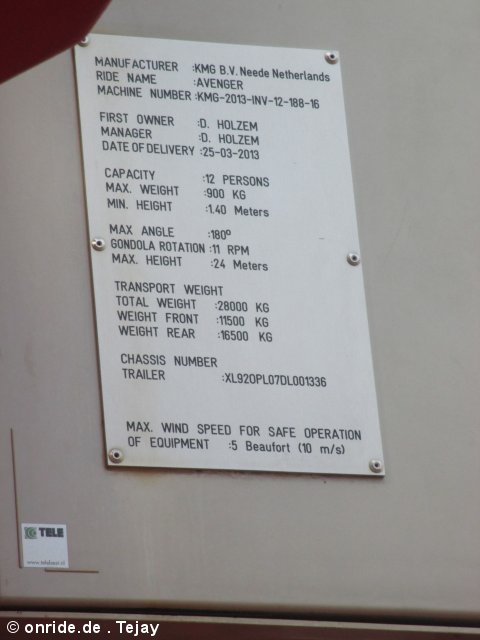 MANUFACTURER :KMG B.V. Neede Netherlands
RIDE NAME :AVENGER
MACHINE NUMBER :KMG-2013-INV-12-188-16
FIRST OWNER :D. HOLZEM
MANAGER :D. HOLZEM
DATE OF DELIVERY :25-03-2013
CAPACITY :12 PERSONS
MAX. WEIGHT :900 KG
MIN. HEIGHT :1.40 Meters
MAX ANGLE :180°
GONDOLA ROTATION :11 RPM
MAX. HEIGHT :24 Meters
TRANSPORT WEIGHT
TOTAL WEIGHT :28000 KG
WEIGHT FRONT :11500 KG
WEIGHT REAR :16500 KG
CHASSIS NUMBER
TRAILER :XL920PL07DL001336
MAX. WIND SPEED FOR SAFE OPERATION
OF EQUIPMENT :5 Beaufort (10 m/s)
TELE
© onride.de . Tejay